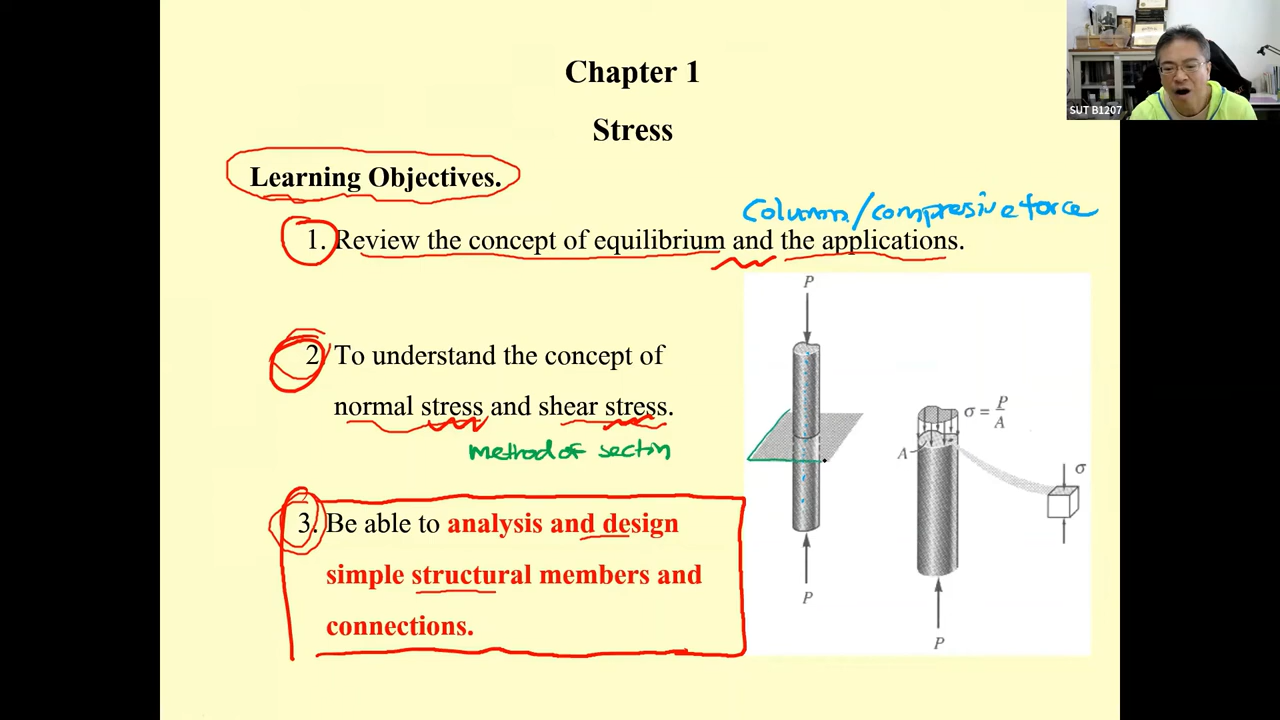 Chapter 1
Stress
Learning Objectives.
column/compressive force
1. Review the concept of equilibrium and the applications.
2 To understand the concept of
normal stress and shear stress.
method of section
3. Be able to analysis and design
simple structural members and
connections.
P
P
σ = P/A
A
σ
P
SUT B1207